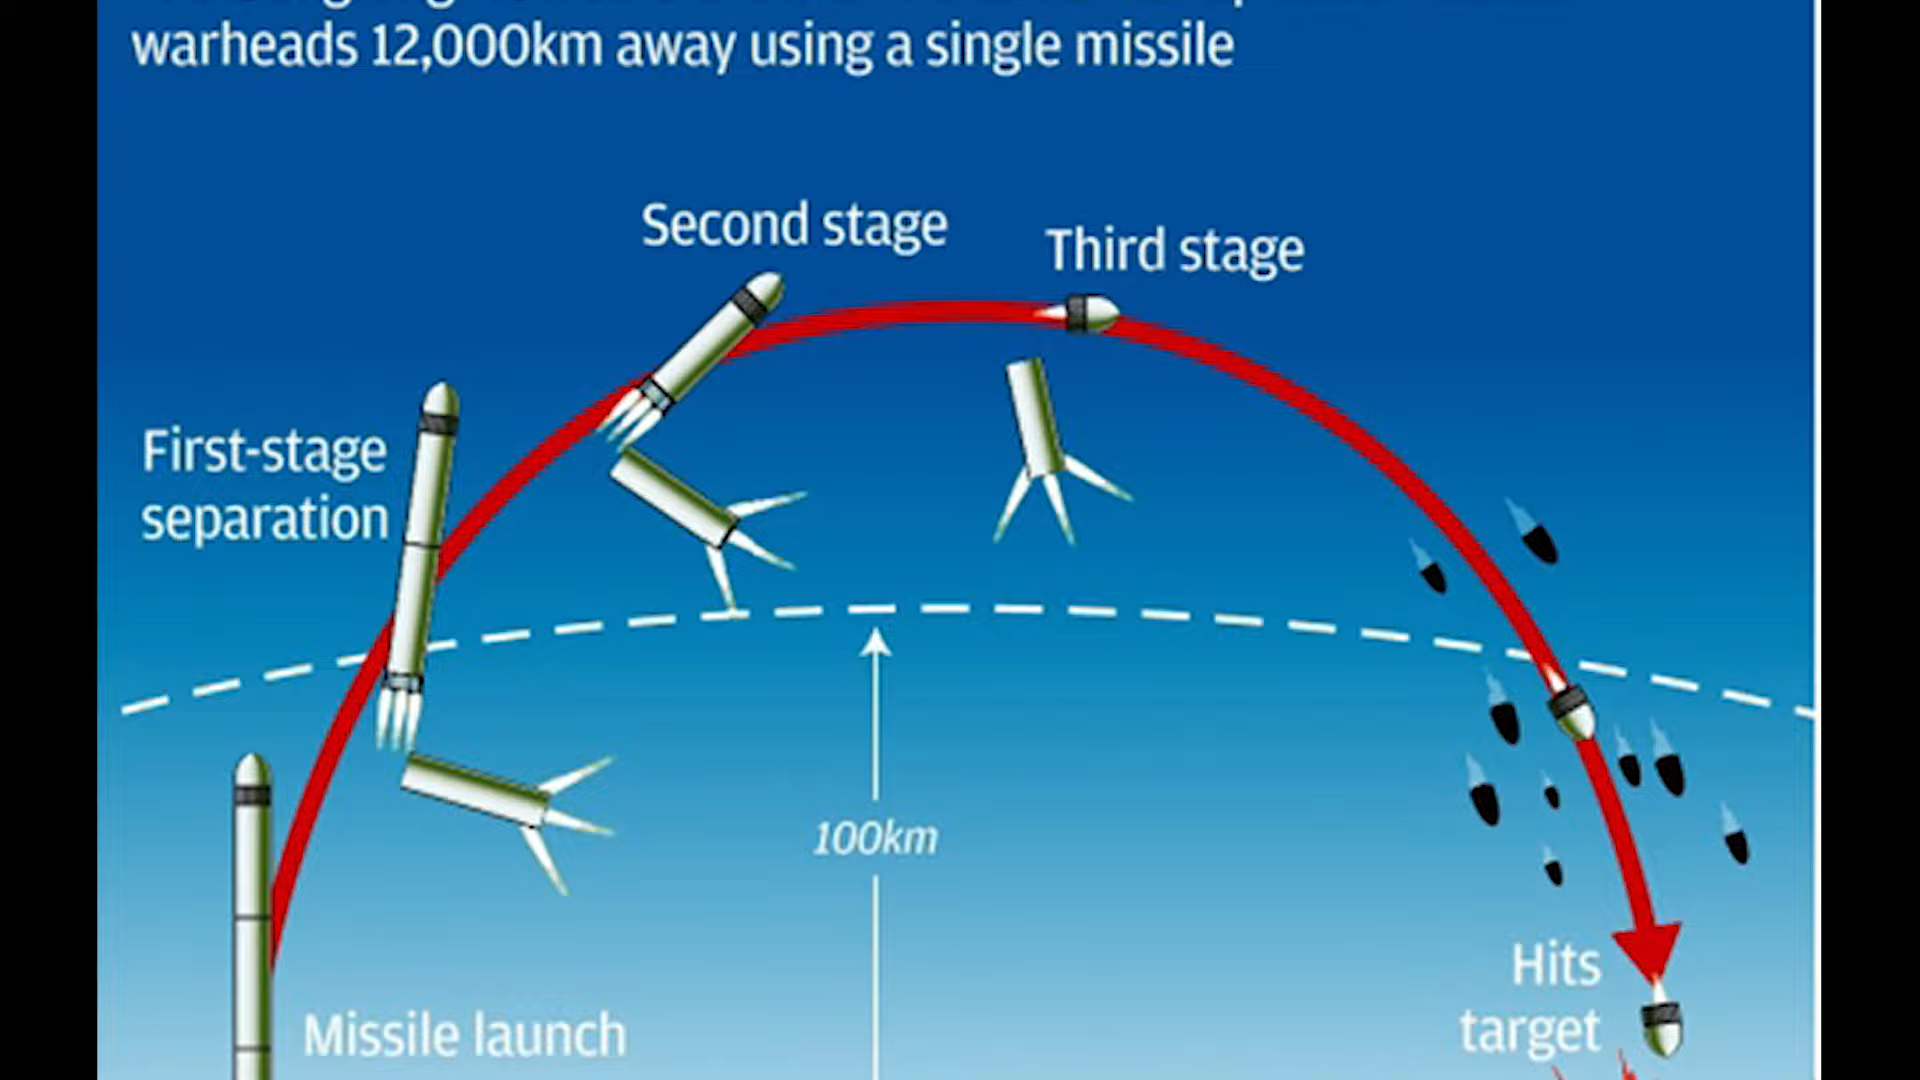 warheads 12,000km away using a single missile
Second stage
Third stage
First-stage
separation
100km
Hits
target
Missile launch